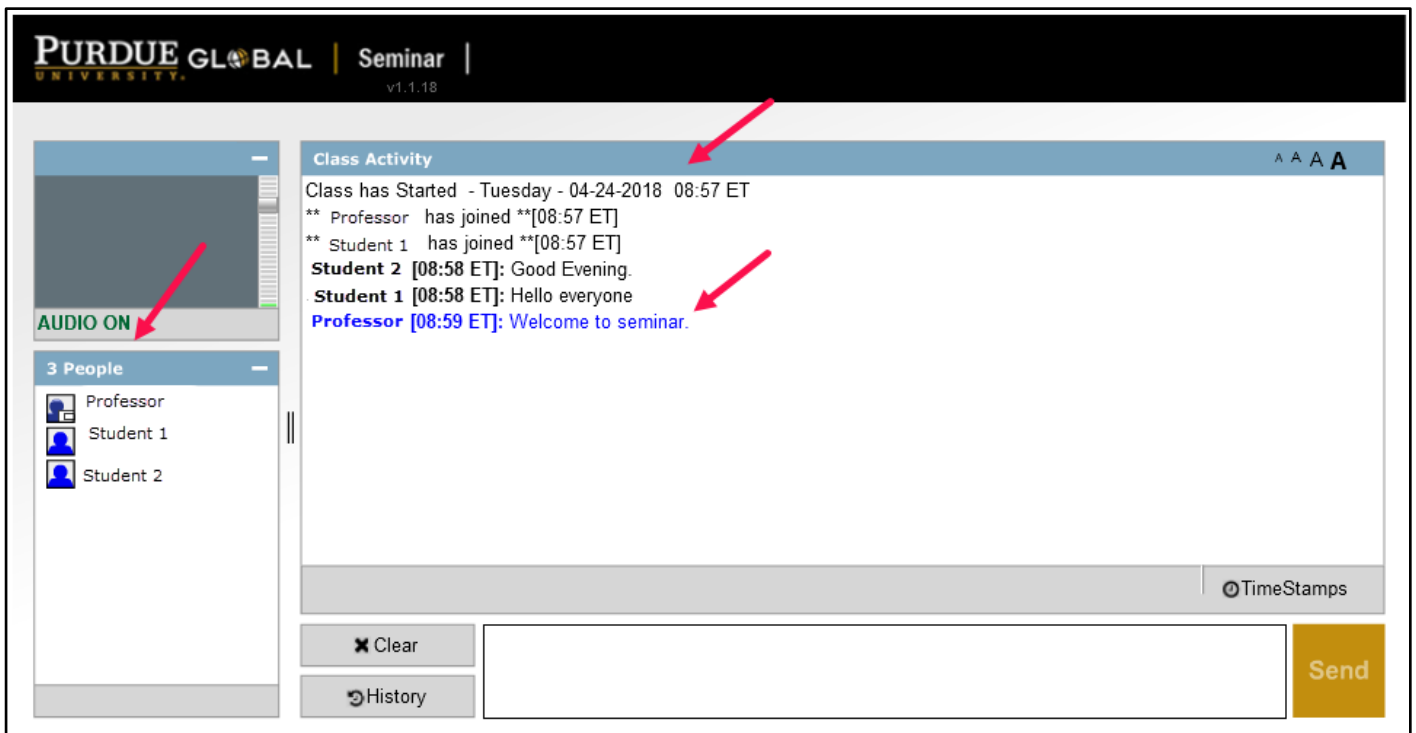 PURDUE GLOBAL | Seminar |
UNIVERSITY.
v1.1.18
AUDIO ON
3 People
Professor
Student 1
Student 2
Class Activity A A A A
Class has Started - Tuesday - 04-24-2018 08:57 ET
** Professor has joined **[08:57 ET]
** Student 1 has joined **[08:57 ET]
Student 2 [08:58 ET]: Good Evening.
Student 1 [08:58 ET]: Hello everyone
Professor [08:59 ET]: Welcome to seminar.
TimeStamps
Clear
History
Send